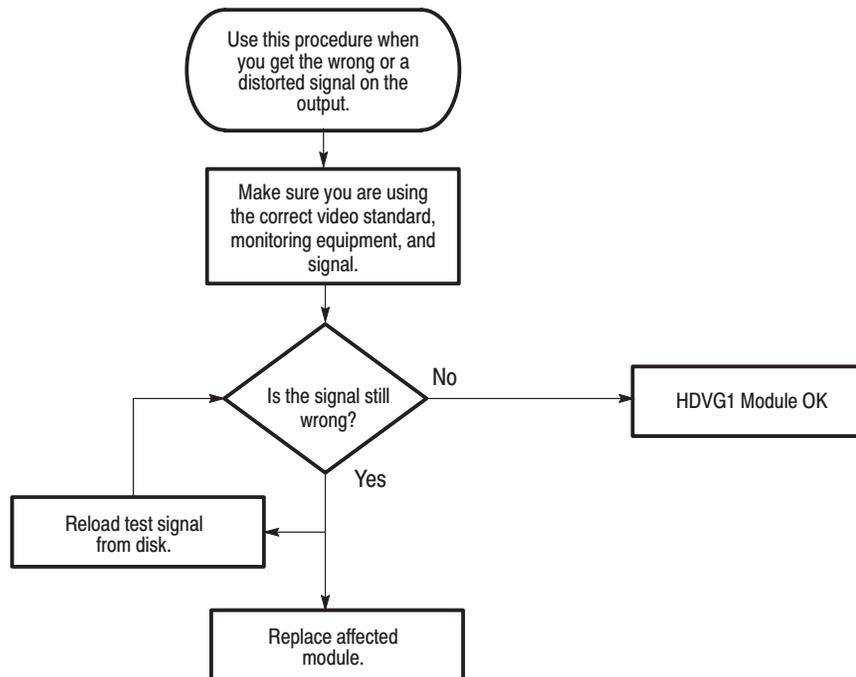 Use this procedure when
you get the wrong or a
distorted signal on the
output.
Make sure you are using
the correct video standard,
monitoring equipment, and
signal.
Is the signal still
wrong?
No
HDVG1 Module OK
Yes
Reload test signal
from disk.
Replace affected
module.